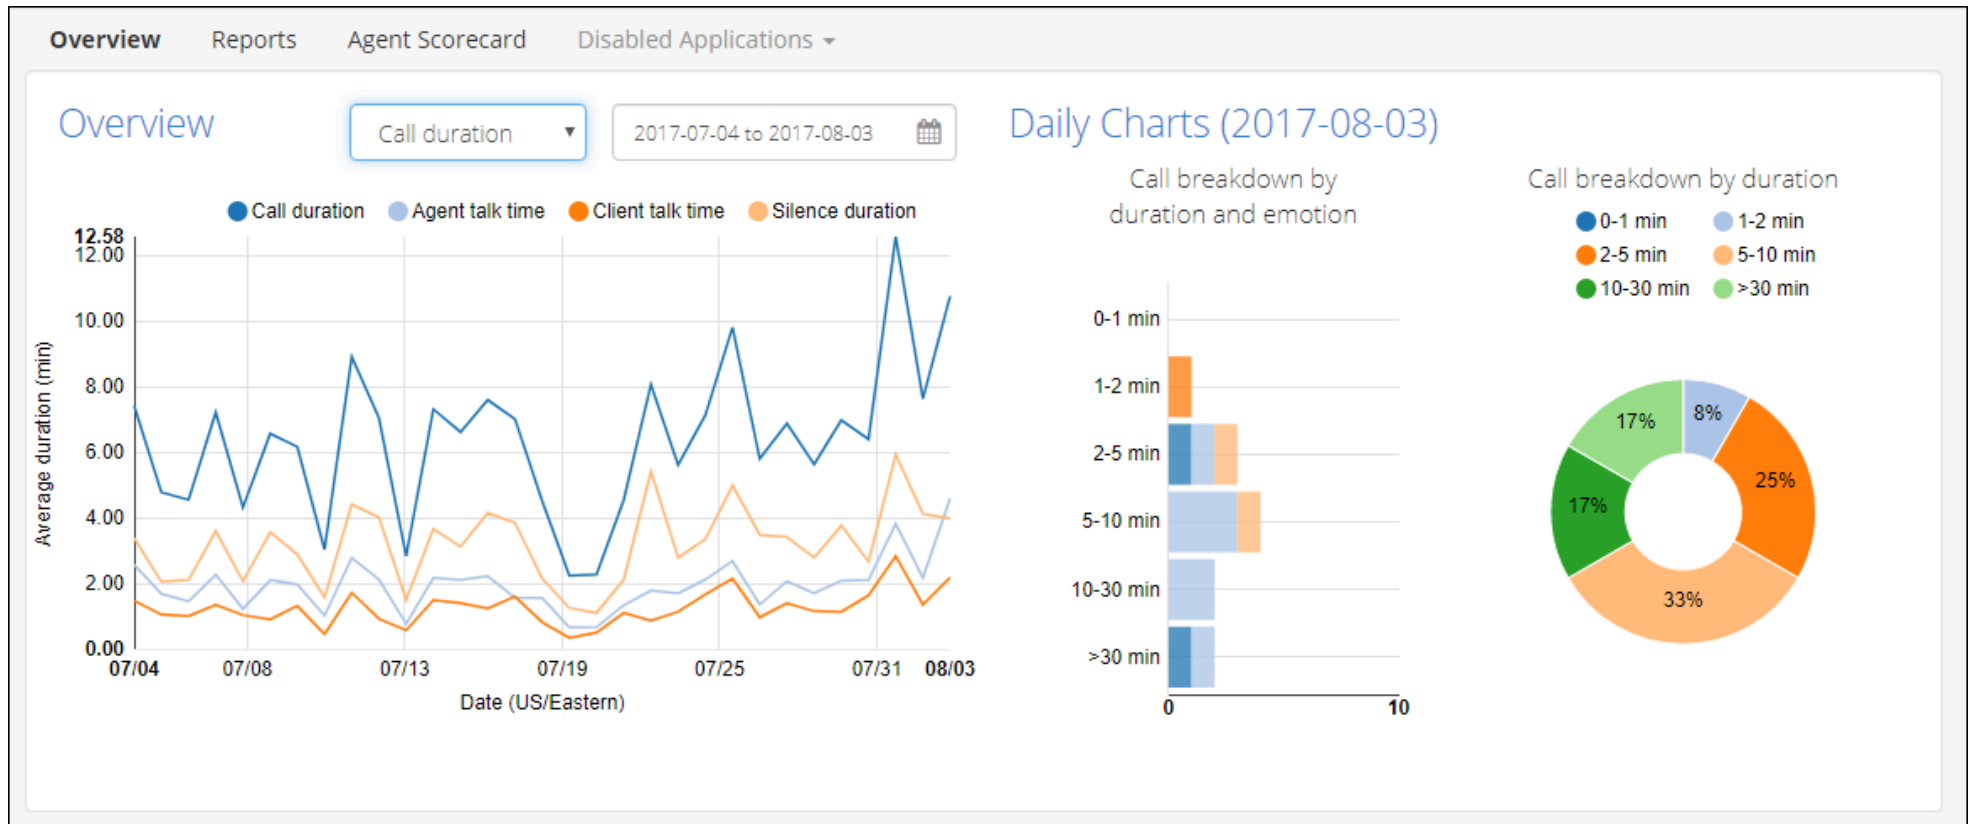 Overview Reports Agent Scorecard Disabled Applications
Overview
Call duration
2017-07-04 to 2017-08-03
Call duration Agent talk time Client talk time Silence duration
12.58
12.00
10.00
8.00
6.00
4.00
2.00
0.00
Average duration (min)
07/04 07/08 07/13 07/19 07/25 07/31 08/03
Date (US/Eastern)
Daily Charts (2017-08-03)
Call breakdown by
duration and emotion
0-1 min
1-2 min
2-5 min
5-10 min
10-30 min
>30 min
0 10
Call breakdown by duration
0-1 min 1-2 min
2-5 min 5-10 min
10-30 min >30 min
8%
17%
25%
17%
33%